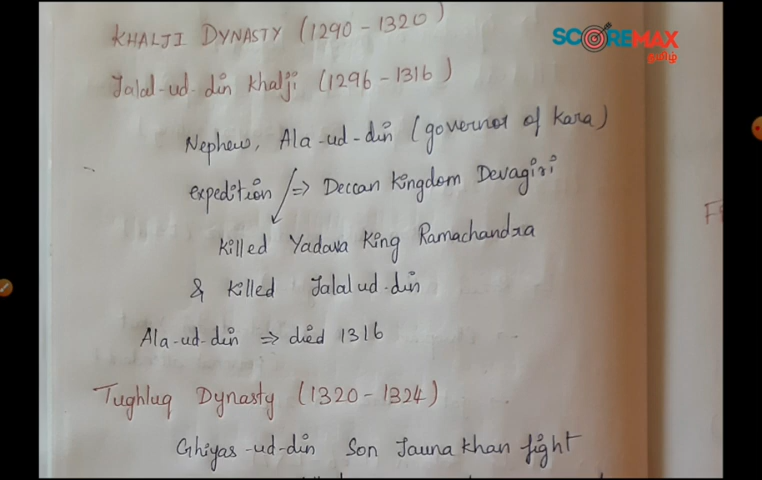 KHALJI DYNASTY (1290 - 1320)
SCOREMAX
தமிழ்
Jalal-ud-din Khalji (1296 - 1316)
Nephew, Ala-ud-din (governor of Kara)
expedition => Deccan Kingdom Devagiri
Killed Yadava King Ramachandra
& killed Jalal ud-din
Ala-ud-din => died 1316
Tughluq Dynasty (1320 - 1324)
Ghiyas-ud-din Son Jauna khan fight